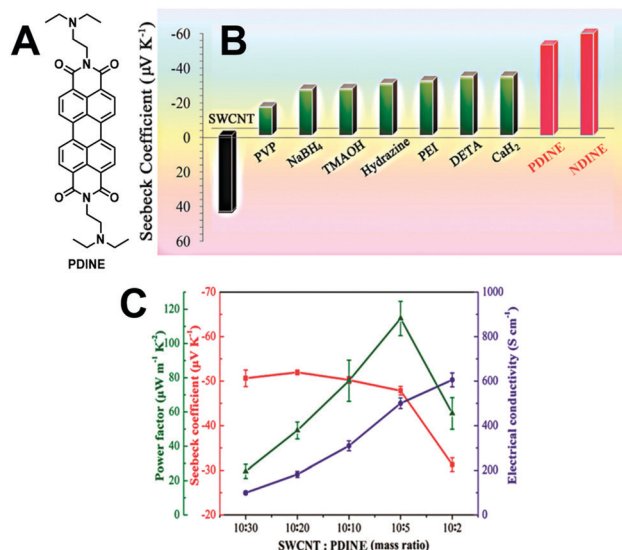 A
N
N
O
O
O
O
N
N
PDINE
B
Seebeck Coefficient (μV K⁻¹)
-60
-40
-20
0
20
40
60
SWCNT
PVP
NaBH₄
TMAOH
Hydrazine
PEI
DETA
CaH₂
PDINE
NDINE
C
Power factor (μW m⁻¹ K⁻²)
120
100
80
60
40
20
0
Seebeck coefficient (μV K⁻¹)
-70
-60
-50
-40
-30
-20
Electrical conductivity (S cm⁻¹)
1000
800
600
400
200
0
10:30 10:20 10:10 10:5 10:2
SWCNT : PDINE (mass ratio)